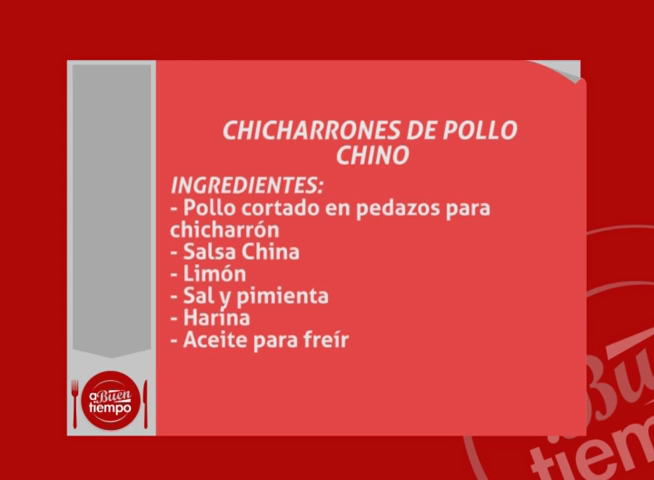 CHICHARRONES DE POLLO
CHINO
INGREDIENTES:
- Pollo cortado en pedazos para
chicharrón
- Salsa China
- Limón
- Sal y pimienta
- Harina
- Aceite para freír
a Buen
tiempo